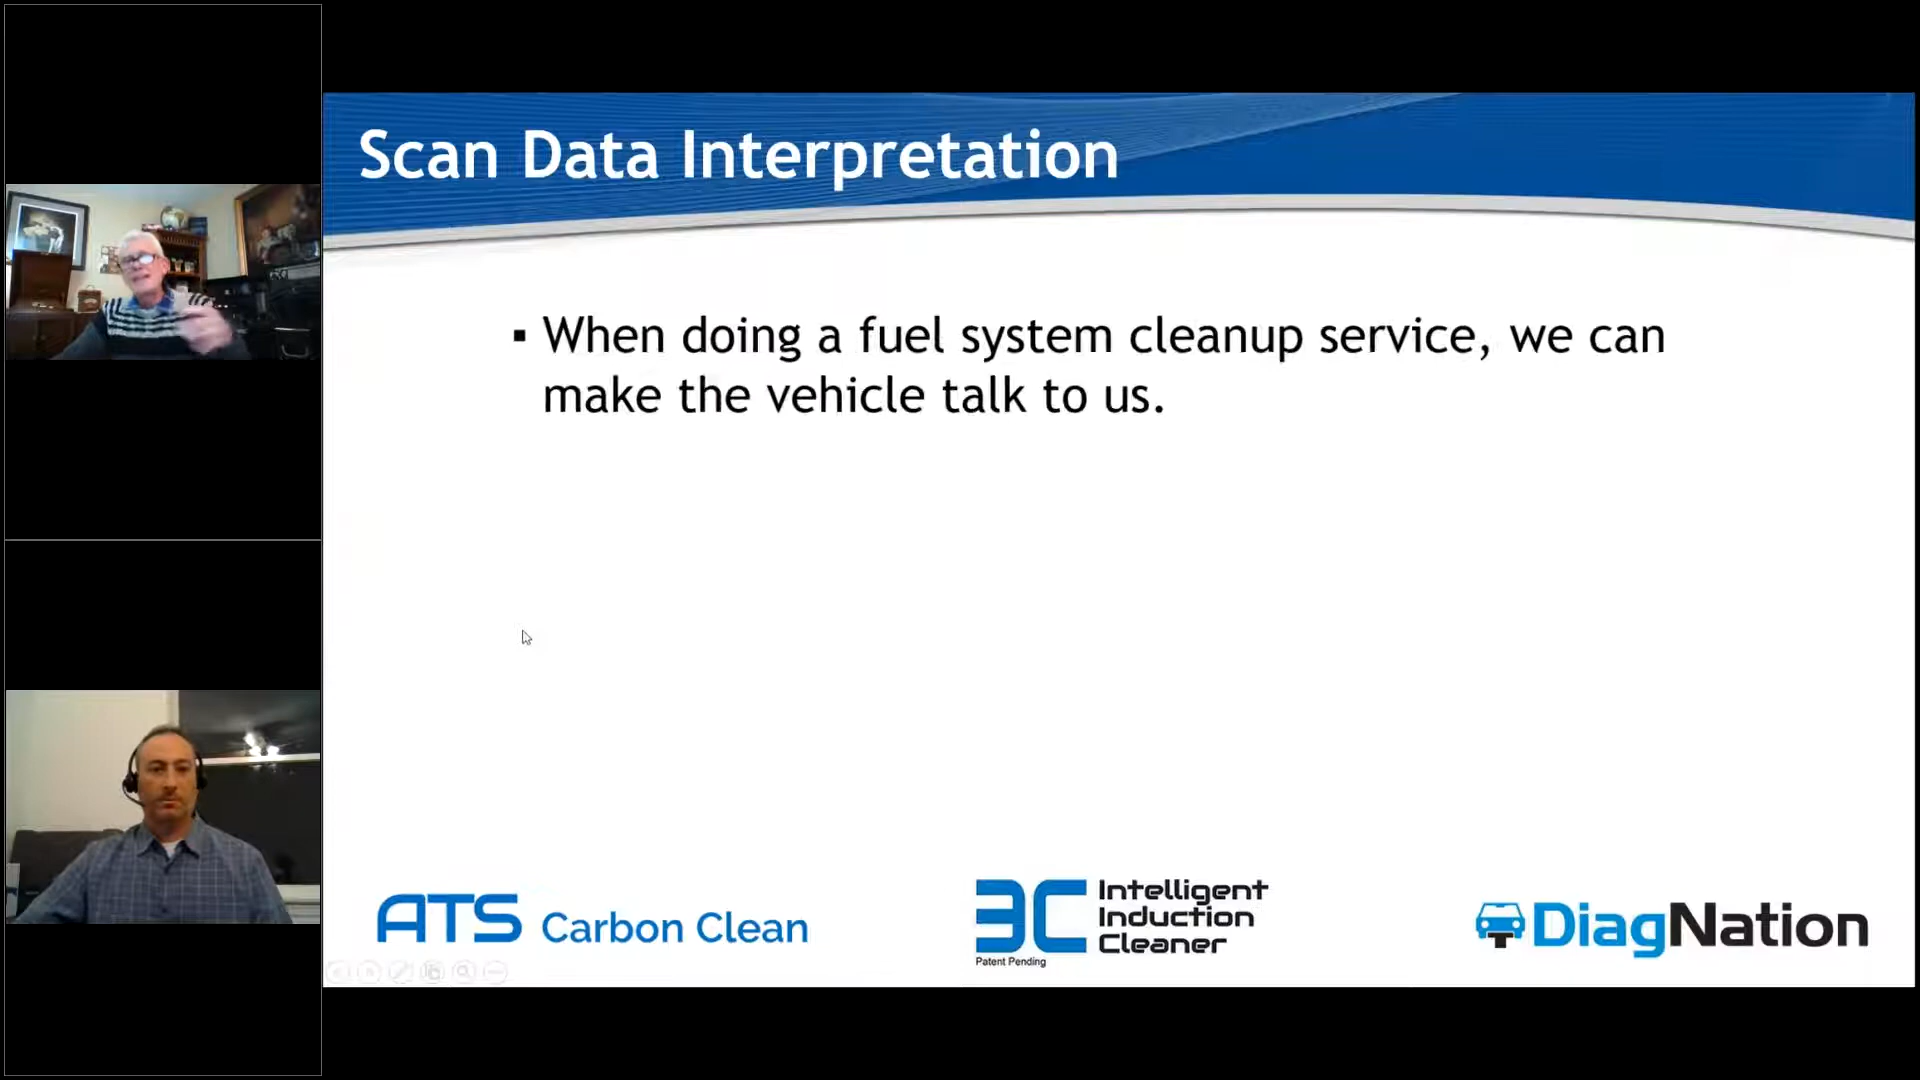 Scan Data Interpretation
▪ When doing a fuel system cleanup service, we can
make the vehicle talk to us.
ATS Carbon Clean
3C Intelligent
Induction
Cleaner
Patent Pending
DiagNation